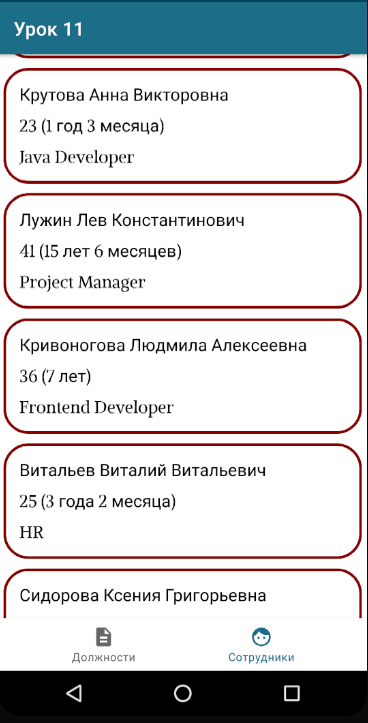 Урок 11
Крутова Анна Викторовна
23 (1 год 3 месяца)
Java Developer
Лужин Лев Константинович
41 (15 лет 6 месяцев)
Project Manager
Кривоногова Людмила Алексеевна
36 (7 лет)
Frontend Developer
Витальев Виталий Витальевич
25 (3 года 2 месяца)
HR
Сидорова Ксения Григорьевна
Должности
Сотрудники